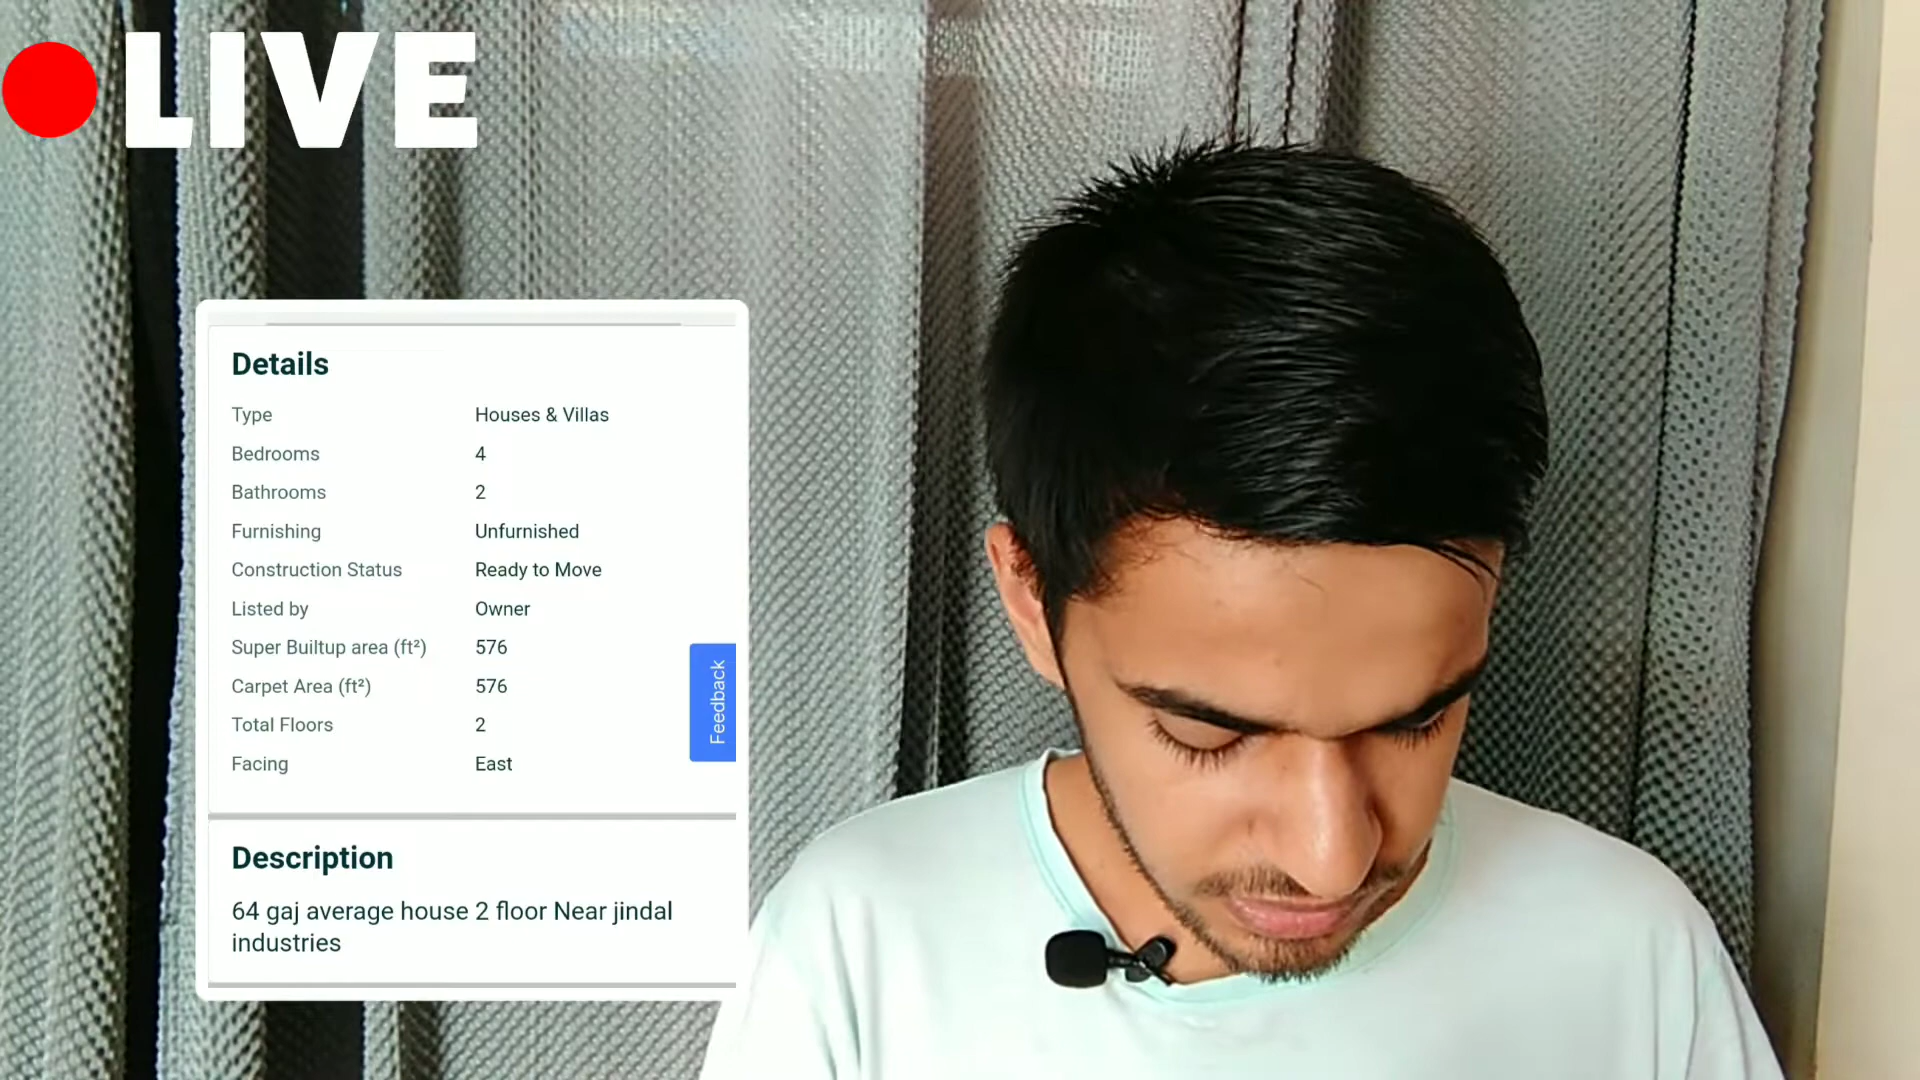 LIVE
Details
Type Houses & Villas
Bedrooms 4
Bathrooms 2
Furnishing Unfurnished
Construction Status Ready to Move
Listed by Owner
Super Builtup area (ft²) 576
Carpet Area (ft²) 576
Total Floors 2
Facing East
Feedback
Description
64 gaj average house 2 floor Near jindal
industries